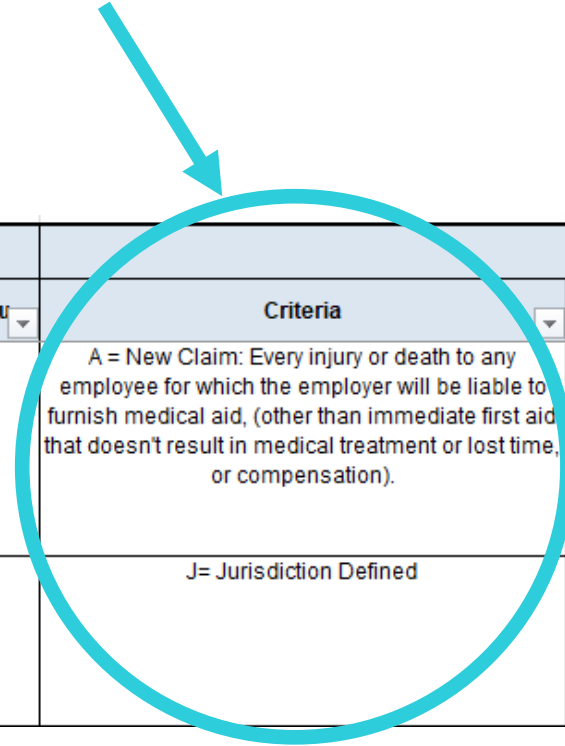 Criteria
A = New Claim: Every injury or death to any
employee for which the employer will be liable to
furnish medical aid, (other than immediate first aid
that doesn't result in medical treatment or lost time,
or compensation).
J= Jurisdiction Defined